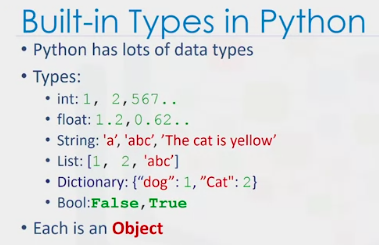 Built-in Types in Python
• Python has lots of data types
• Types:
• int: 1, 2,567..
• float: 1.2,0.62..
• String: 'a', 'abc', 'The cat is yellow'
• List: [1, 2, 'abc']
• Dictionary: {“dog”: 1, ”Cat": 2}
• Bool:False,True
• Each is an Object